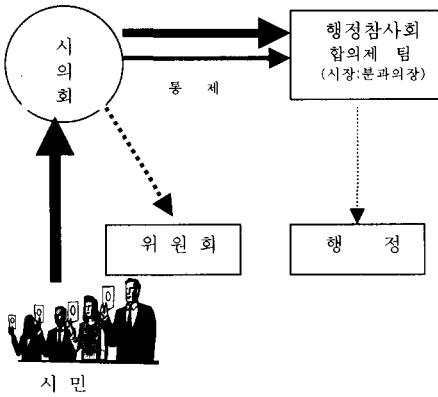 시
의
회
행정참사회
합의제 팀
(시장:분과의장)
통 제
위 원 회
행 정
시 민